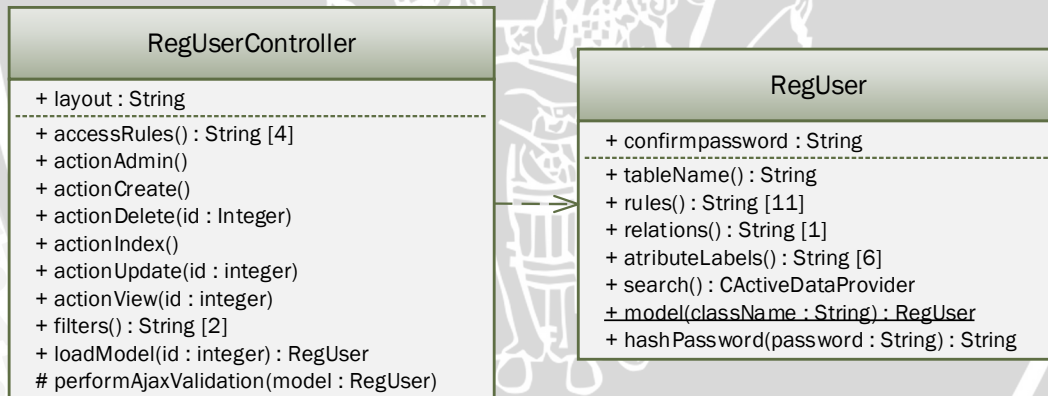 RegUserController
+ layout : String
+ accessRules() : String [4]
+ actionAdmin()
+ actionCreate()
+ actionDelete(id : Integer)
+ actionIndex()
+ actionUpdate(id : integer)
+ actionView(id : integer)
+ filters() : String [2]
+ loadModel(id : integer) : RegUser
# performAjaxValidation(model : RegUser)
RegUser
+ confirmpassword : String
+ tableName() : String
+ rules() : String [11]
+ relations() : String [1]
+ atributeLabels() : String [6]
+ search() : CActiveDataProvider
+ model(className : String) : RegUser
+ hashPassword(password : String) : String